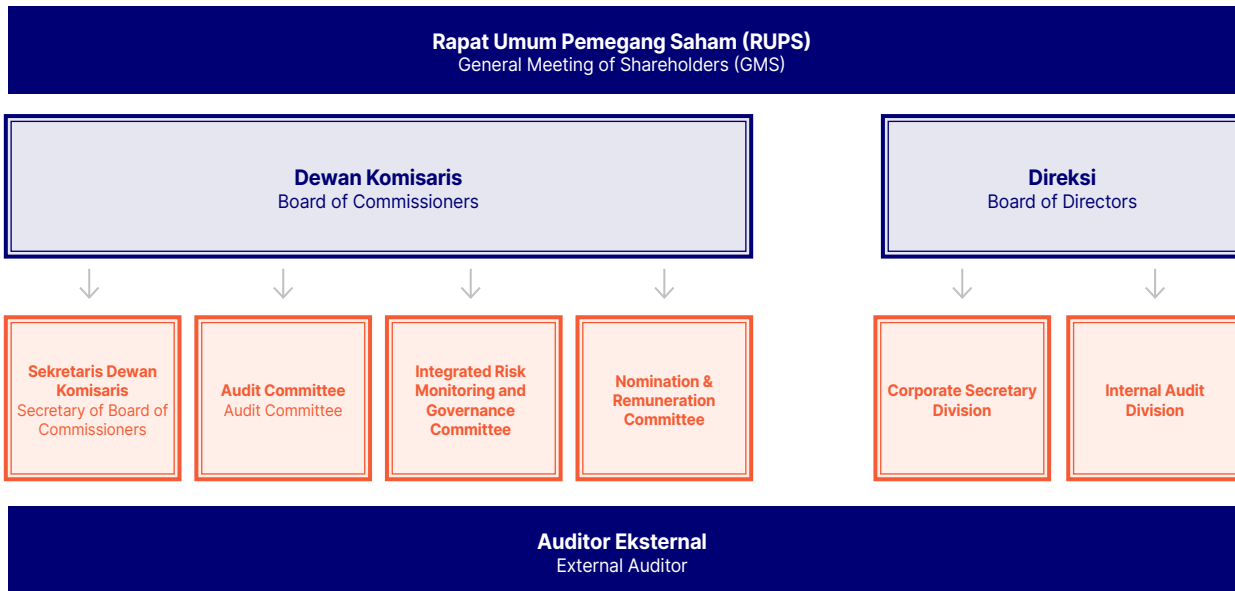 Rapat Umum Pemegang Saham (RUPS)
General Meeting of Shareholders (GMS)
Dewan Komisaris
Board of Commissioners
Direksi
Board of Directors
Sekretaris Dewan
Komisaris
Secretary of Board of
Commissioners
Audit Committee
Audit Committee
Integrated Risk
Monitoring and
Governance
Committee
Nomination &
Remuneration
Committee
Corporate Secretary
Division
Internal Audit
Division
Auditor Eksternal
External Auditor